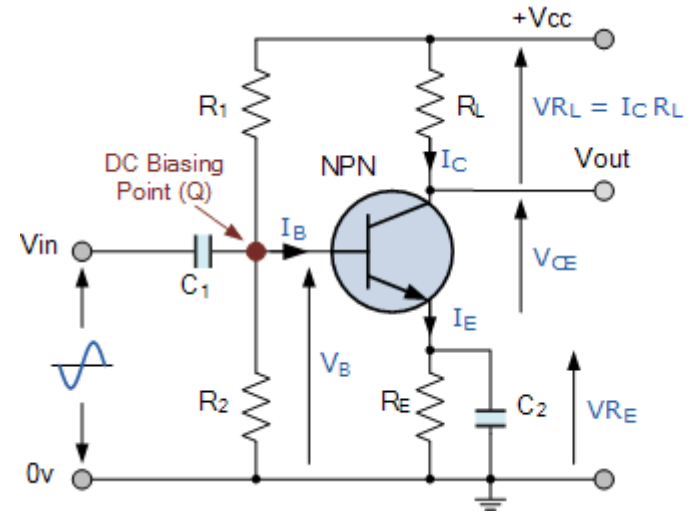 +Vcc
R1
RL
VRL = IC RL
DC Biasing
Point (Q)
NPN
IC
Vout
Vin
IB
VCE
C1
IE
VB
R2
RE
C2
VRE
0v